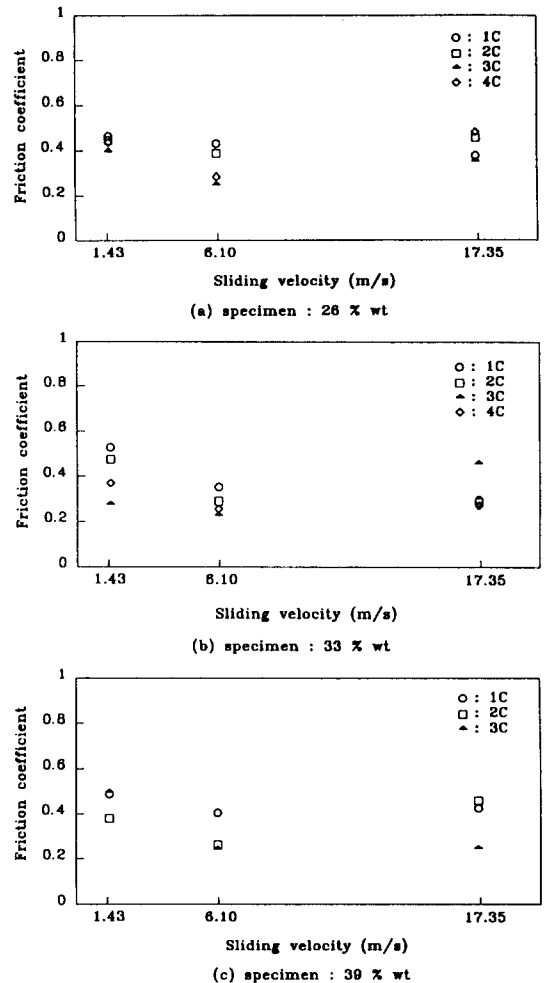 1
0.8
0.6
0.4
0.2
0
Friction coefficient
○ : 1C
□ : 2C
▲ : 3C
◇ : 4C
1.43 6.10 17.35
Sliding velocity (m/s)
(a) specimen : 26 % wt
1
0.8
0.6
0.4
0.2
0
Friction coefficient
○ : 1C
□ : 2C
▲ : 3C
◇ : 4C
1.43 6.10 17.35
Sliding velocity (m/s)
(b) specimen : 33 % wt
1
0.8
0.6
0.4
0.2
0
Friction coefficient
○ : 1C
□ : 2C
▲ : 3C
1.43 6.10 17.35
Sliding velocity (m/s)
(c) specimen : 39 % wt